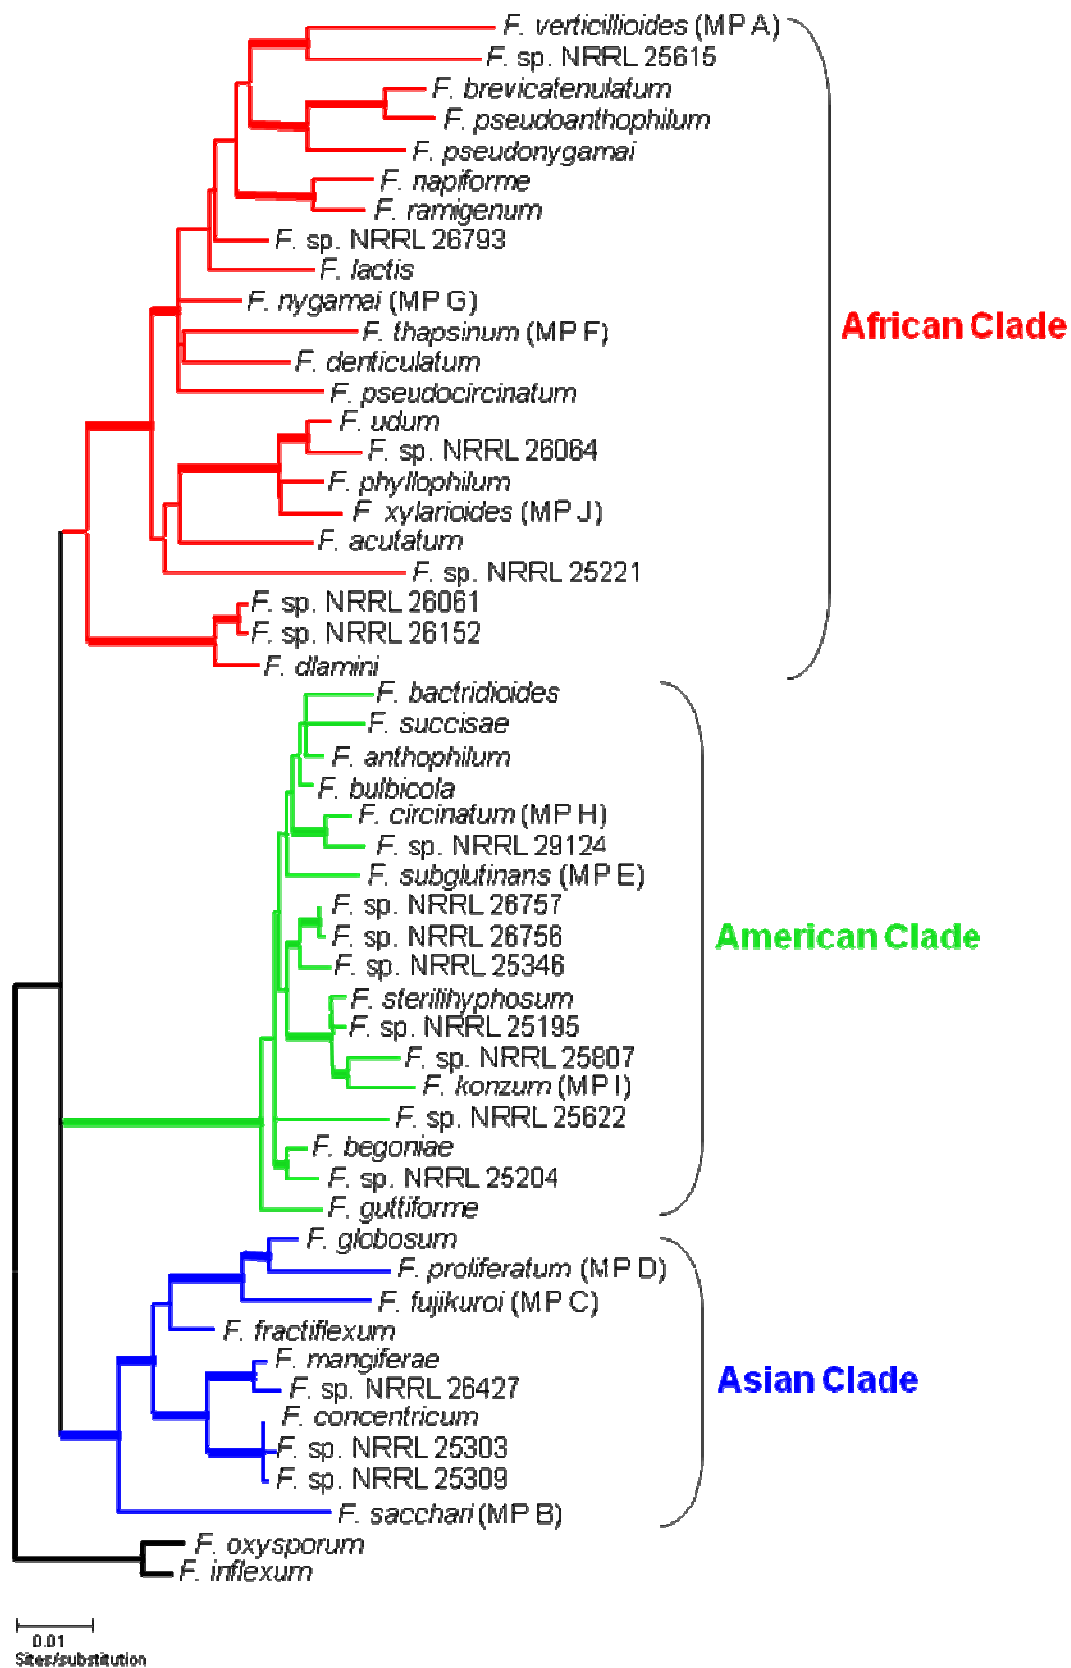 F. verticillioides (MP A)
F. sp. NRRL 25615
F. brevicatenulatum
F. pseudoanthophilum
F. pseudonygamai
F. napiforme
F. ramigenum
F. sp. NRRL 26793
F. lactis
F. nygamai (MP G)
F. thapsinum (MP F)
African Clade
F. denticulatum
F. pseudocircinatum
F. udum
F. sp. NRRL 26064
F. phyllophilum
F. xylarioides (MP J)
F. acutatum
F. sp. NRRL 25221
F. sp. NRRL 26061
F. sp. NRRL 26152
F. dlamini
F. bactridioides
F. succisae
F. anthophilum
F. bulbicola
F. circinatum (MP H)
F. sp. NRRL 29124
F. subglutinans (MP E)
F. sp. NRRL 26757
F. sp. NRRL 26756
American Clade
F. sp. NRRL 25346
F. sterilihyphosum
F. sp. NRRL 25195
F. sp. NRRL 25807
F. konzum (MP I)
F. sp. NRRL 25622
F. begoniae
F. sp. NRRL 25204
F. guttiforme
F. globosum
F. proliferatum (MP D)
F. fujikuroi (MP C)
F. fractiflexum
F. mangiferae
Asian Clade
F. sp. NRRL 26427
F. concentricum
F. sp. NRRL 25303
F. sp. NRRL 25309
F. sacchari (MP B)
F. oxysporum
F. inflexum
0.01
Sites/substitution